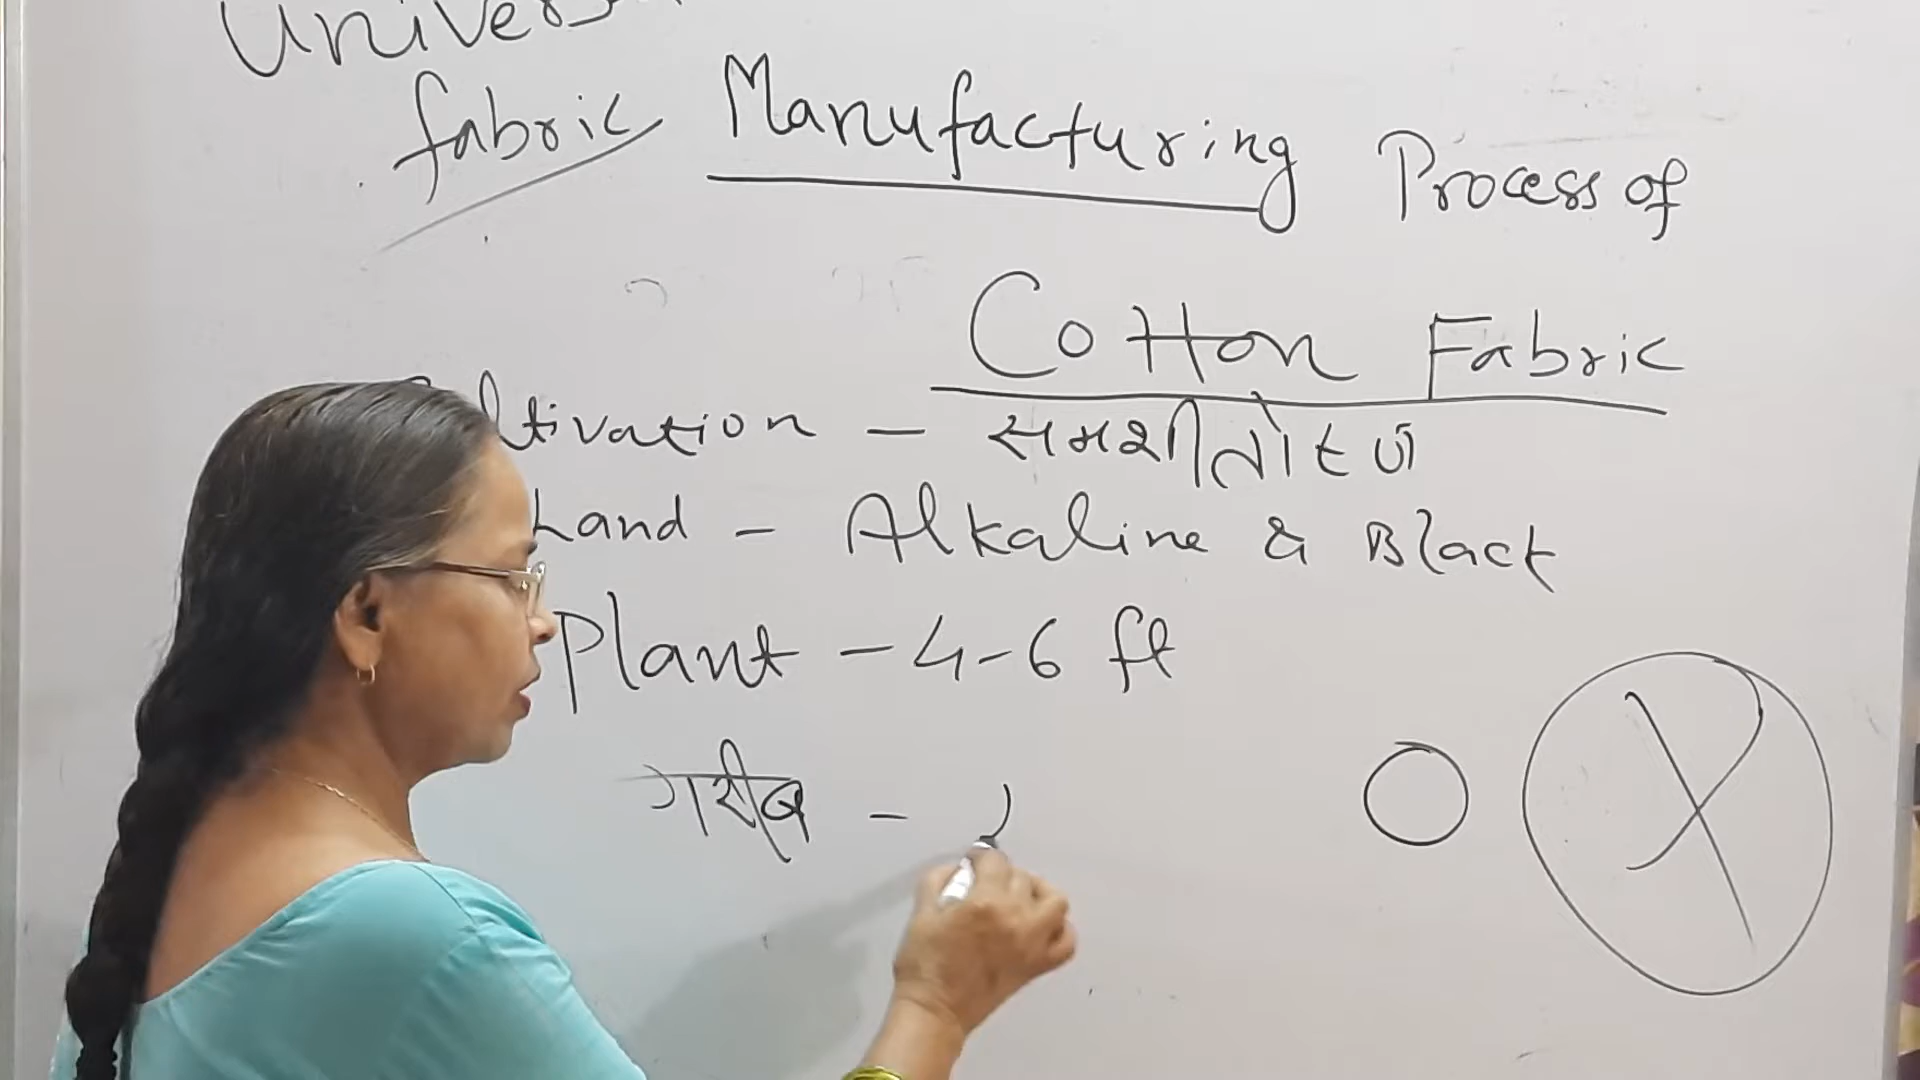 fabric Manufacturing Process of
Cotton Fabric
ltivation - समशीतोष्ण
Land - Alkaline & Black
Plant - 4-6 ft
गरीब -